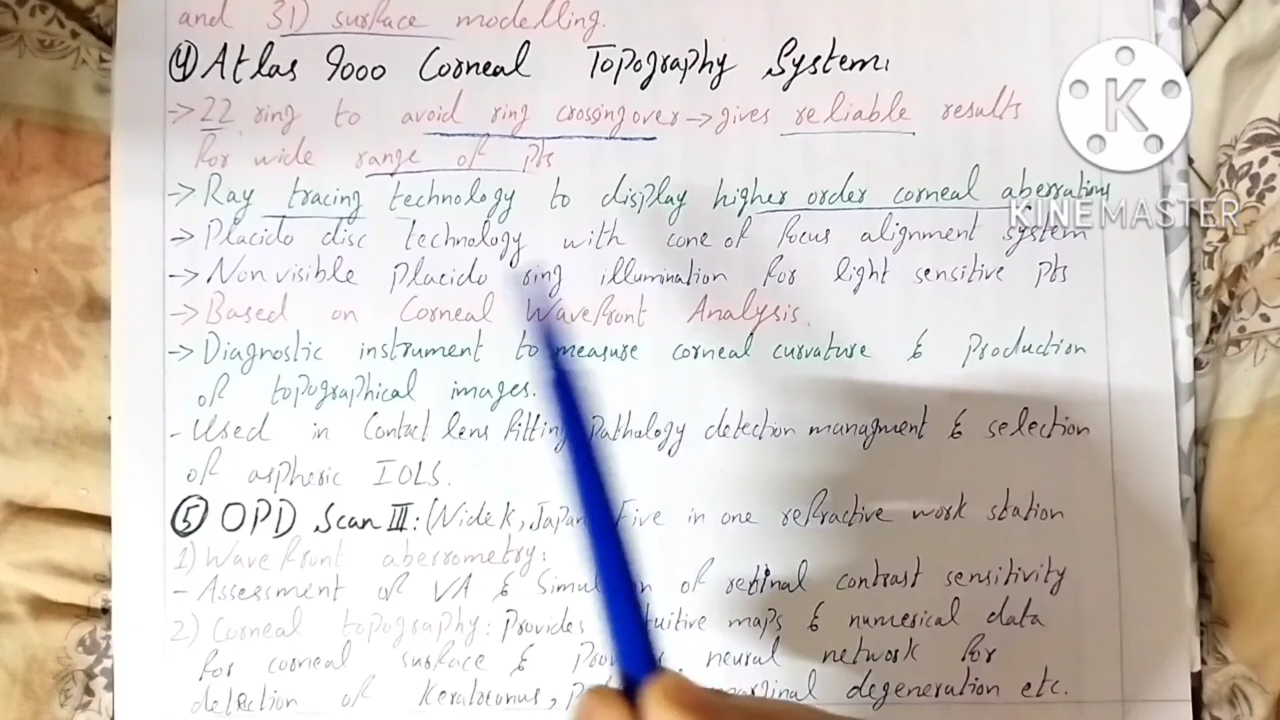 and 3D surface modelling.
④ Atlas 9000 Corneal Topography System.
→ 22 ring to avoid ring crossing over → gives reliable results
for wide range of pts
→ Ray tracing technology to display higher order corneal aberrations
→ Placido disc technology with cone of focus alignment system
→ Non visible Placido ring illumination for light sensitive pts
→ Based on Corneal Wavefront Analysis.
→ Diagnostic instrument to measure corneal curvature & Production
of topographical images.
- Used in Contact lens fitting Pathology detection managment & selection
of aspheric IOLS.
⑤ OPD Scan III: (Nidek, Japan Five in one refractive work station
1) Wavefront aberrometry:
- Assessment of VA & of retinal contrast sensitivity
2) Corneal topography: Provides maps & numerical data
for corneal surface & neural network for
detection of Keratoconus, marginal degeneration etc.
K
KINEMASTER